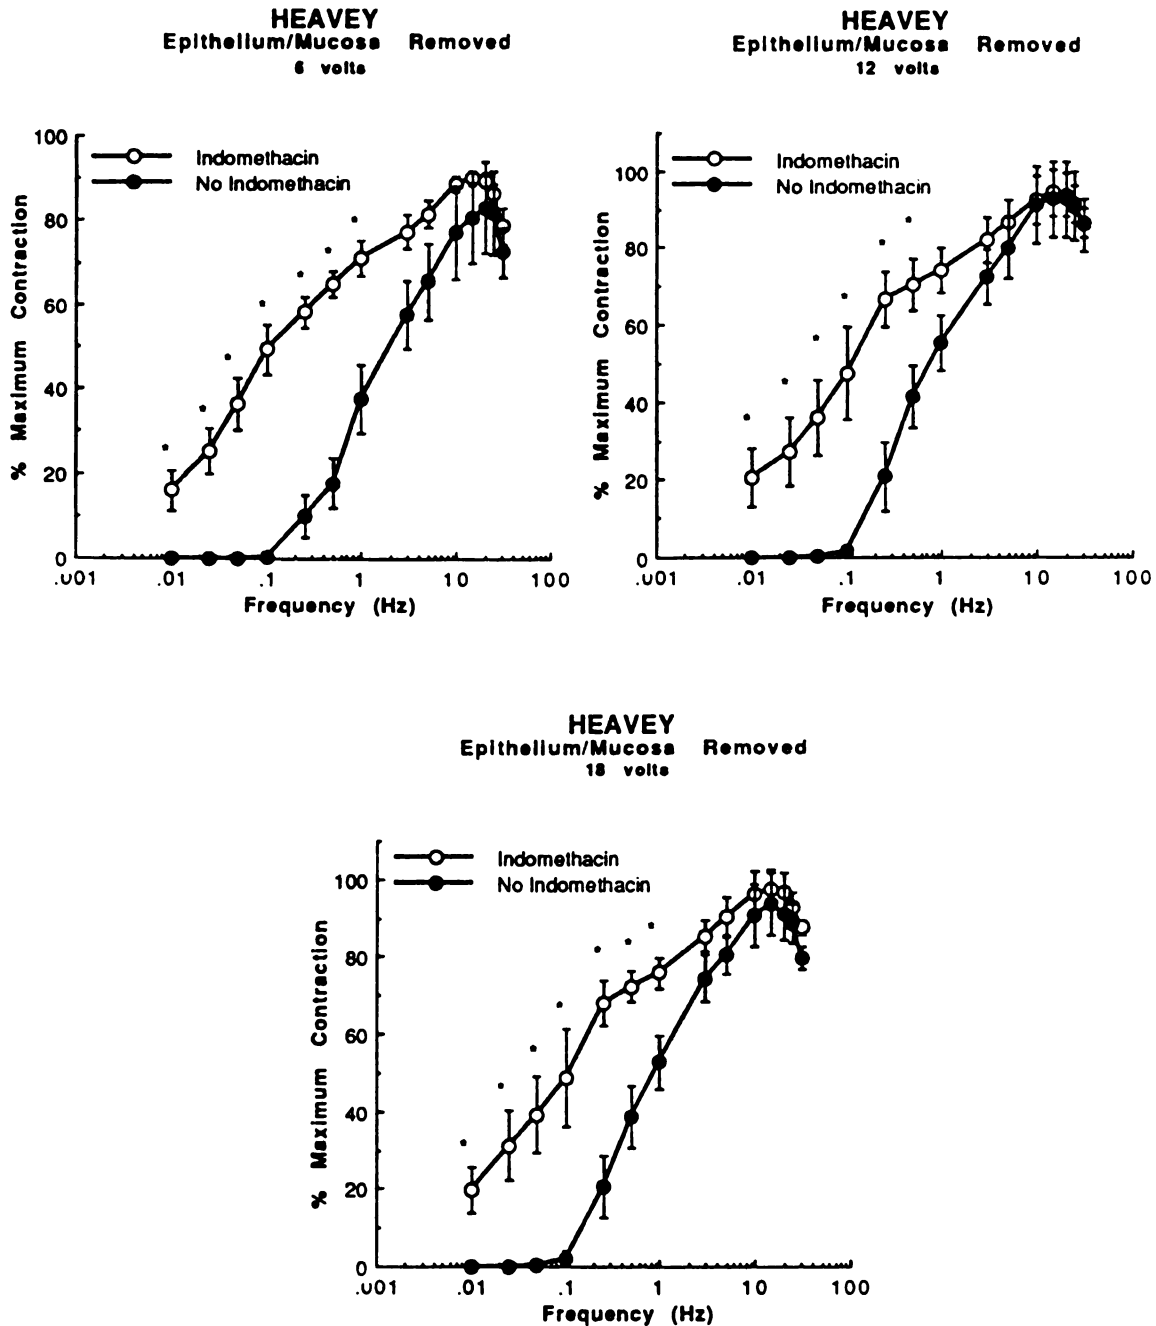 HEAVEY
Epithelium/Mucosa Removed
6 volts
100
80
60
40
20
0
% Maximum Contraction
Indomethacin
No Indomethacin
.001 .01 .1 1 10 100
Frequency (Hz)
HEAVEY
Epithelium/Mucosa Removed
12 volts
100
80
60
40
20
0
% Maximum Contraction
Indomethacin
No Indomethacin
.001 .01 .1 1 10 100
Frequency (Hz)
HEAVEY
Epithelium/Mucosa Removed
18 volts
100
80
60
40
20
0
% Maximum Contraction
Indomethacin
No Indomethacin
.001 .01 .1 1 10 100
Frequency (Hz)